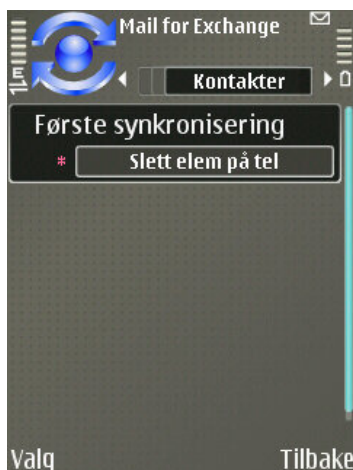 Mail for Exchange
Kontakter
Første synkronisering
* Slett elem på tel
Valg Tilbake